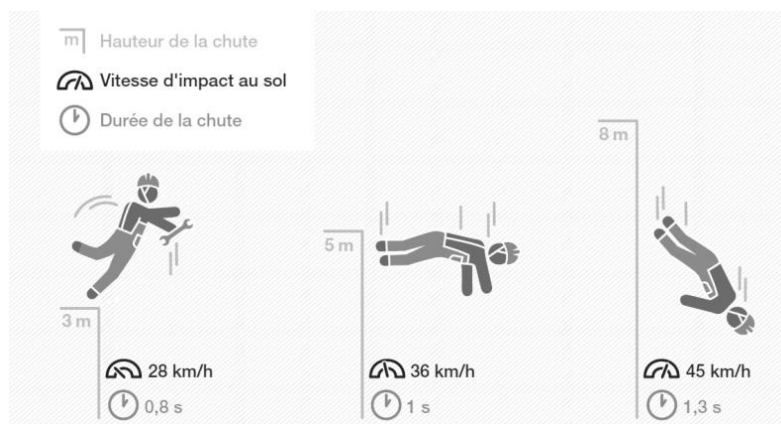 m Hauteur de la chute
Vitesse d'impact au sol
Durée de la chute
3 m
28 km/h
0,8 s
5 m
36 km/h
1 s
8 m
45 km/h
1,3 s